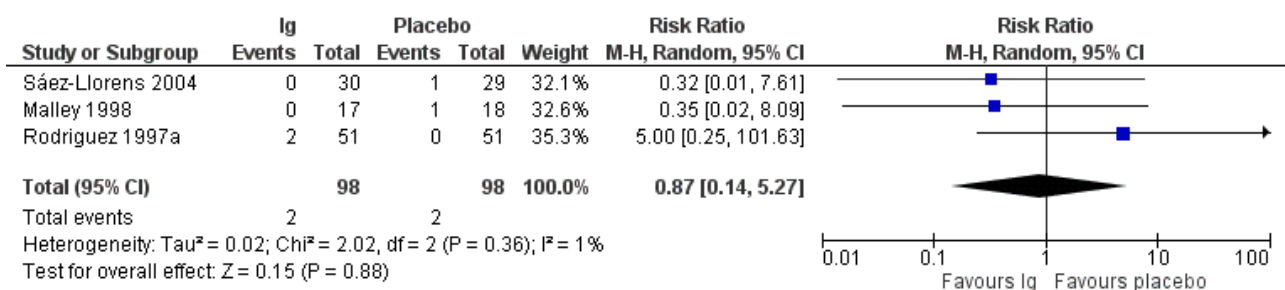 Ig Placebo Risk Ratio Risk Ratio
Study or Subgroup Events Total Events Total Weight M-H, Random, 95% CI M-H, Random, 95% CI
Sáez-Llorens 2004 0 30 1 29 32.1% 0.32 [0.01, 7.61]
Malley 1998 0 17 1 18 32.6% 0.35 [0.02, 8.09]
Rodriguez 1997a 2 51 0 51 35.3% 5.00 [0.25, 101.63]
Total (95% CI) 98 98 100.0% 0.87 [0.14, 5.27]
Total events 2 2
Heterogeneity: Tau² = 0.02; Chi² = 2.02, df = 2 (P = 0.36); I² = 1%
Test for overall effect: Z = 0.15 (P = 0.88)
0.01 0.1 1 10 100
Favours Ig Favours placebo